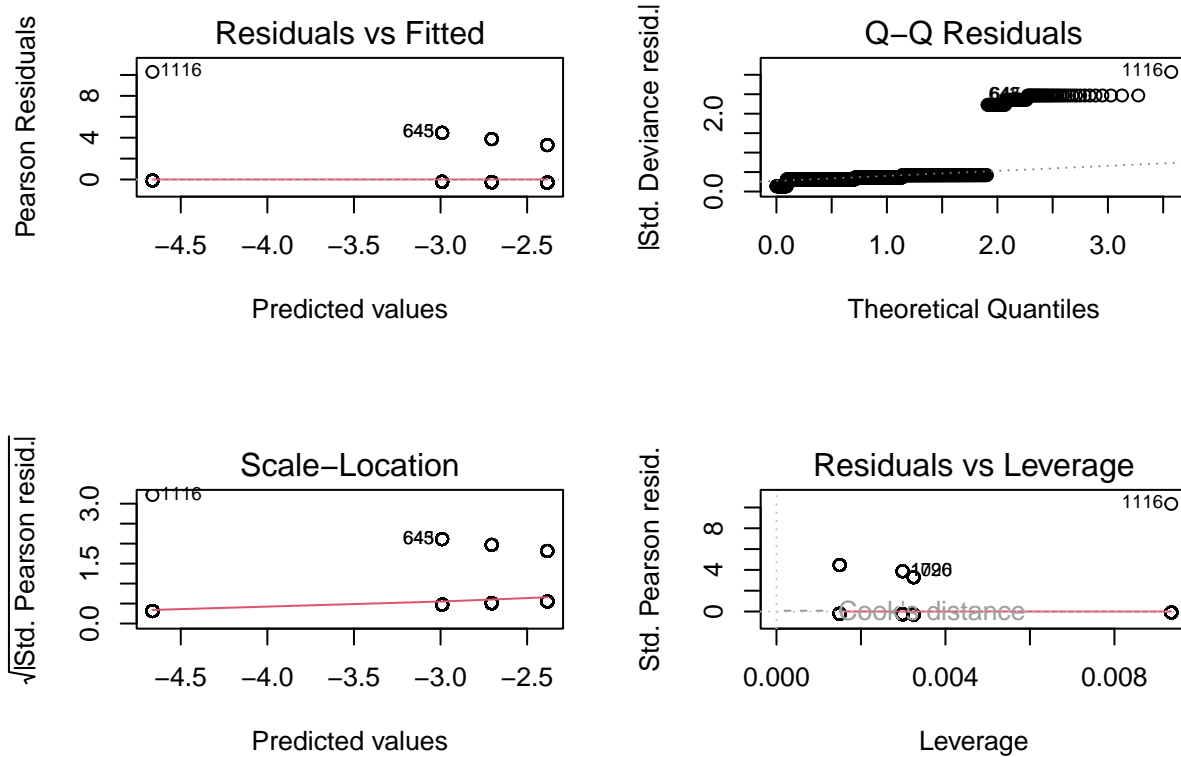 Residuals vs Fitted
Pearson Residuals
8
4
0
1116
−4.5 −4.0 −3.5 −3.0 −2.5
Predicted values
Q−Q Residuals
|Std. Deviance resid.|
2.0
0.0
1116
0.0 1.0 2.0 3.0
Theoretical Quantiles
Scale−Location
√|Std. Pearson resid.|
3.0
1.5
0.0
1116
−4.5 −4.0 −3.5 −3.0 −2.5
Predicted values
Residuals vs Leverage
Std. Pearson resid.
8
4
0
1116
Cook's distance
0.000 0.004 0.008
Leverage